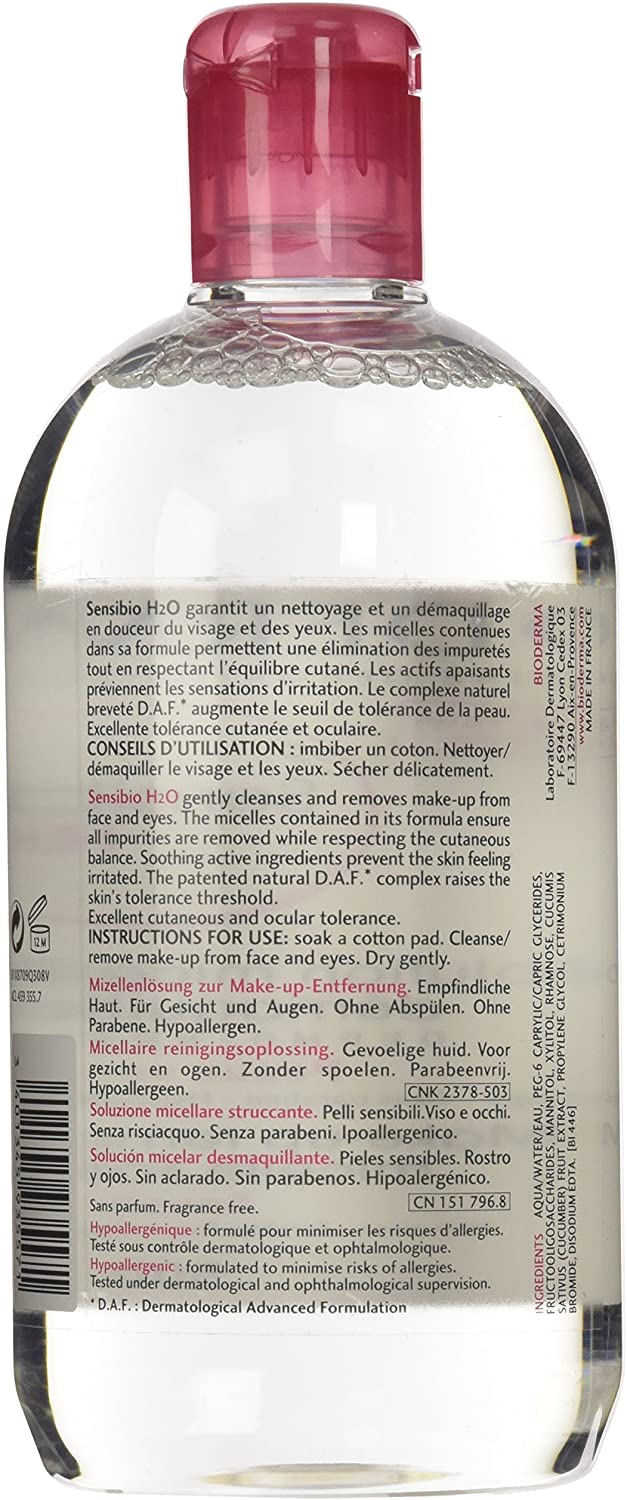 Sensibio H2O garantit un nettoyage et un démaquillage
en douceur du visage et des yeux. Les micelles contenues
dans sa formule permettent une élimination des impuretés
tout en respectant l'équilibre cutané. Les actifs apaisants
préviennent les sensations d'irritation. Le complexe naturel
breveté D.A.F.* augmente le seuil de tolérance de la peau.
Excellente tolérance cutanée et oculaire.
CONSEILS D'UTILISATION : imbiber un coton. Nettoyer/
démaquiller le visage et les yeux. Sécher délicatement.
Sensibio H2O gently cleanses and removes make-up from
face and eyes. The micelles contained in its formula ensure
all impurities are removed while respecting the cutaneous
balance. Soothing active ingredients prevent the skin feeling
irritated. The patented natural D.A.F.* complex raises the
skin's tolerance threshold.
Excellent cutaneous and ocular tolerance.
INSTRUCTIONS FOR USE: soak a cotton pad. Cleanse/
remove make-up from face and eyes. Dry gently.
Mizellenlösung zur Make-up-Entfernung. Empfindliche
Haut. Für Gesicht und Augen. Ohne Abspülen. Ohne
Parabene. Hypoallergen.
Micellaire reinigingsoplossing. Gevoelige huid. Voor
gezicht en ogen. Zonder spoelen. Parabeenvrij.
Hypoallergeen.
CNK 2378-503
Soluzione micellare struccante. Pelli sensibili.Viso e occhi.
Senza risciacquo. Senza parabeni. Ipoallergenico.
Solución micelar desmaquillante. Pieles sensibles. Rostro
y ojos. Sin aclarado. Sin parabenos. Hipoalergénico.
Sans parfum. Fragrance free.
CN 151 796.8
Hypoallergénique : formulé pour minimiser les risques d'allergies.
Testé sous contrôle dermatologique et ophtalmologique.
Hypoallergenic : formulated to minimise risks of allergies.
Tested under dermatological and ophthalmological supervision.
* D.A.F. : Dermatological Advanced Formulation
12 M
BIODERMA
Laboratoire Dermatologique
F-69447 Lyon Cedex 03
F-13290 Aix-en-Provence
www.bioderma.com
MADE IN FRANCE
INGREDIENTS AQUA/WATER/EAU, PEG-6 CAPRYLIC/CAPRIC GLYCERIDES,
FRUCTOOLIGOSACCHARIDES, MANNITOL, XYLITOL, RHAMNOSE, CUCUMIS
SATIVUS (CUCUMBER) FRUIT EXTRACT, PROPYLENE GLYCOL, CETRIMONIUM
BROMIDE, DISODIUM EDTA. [BI 446]